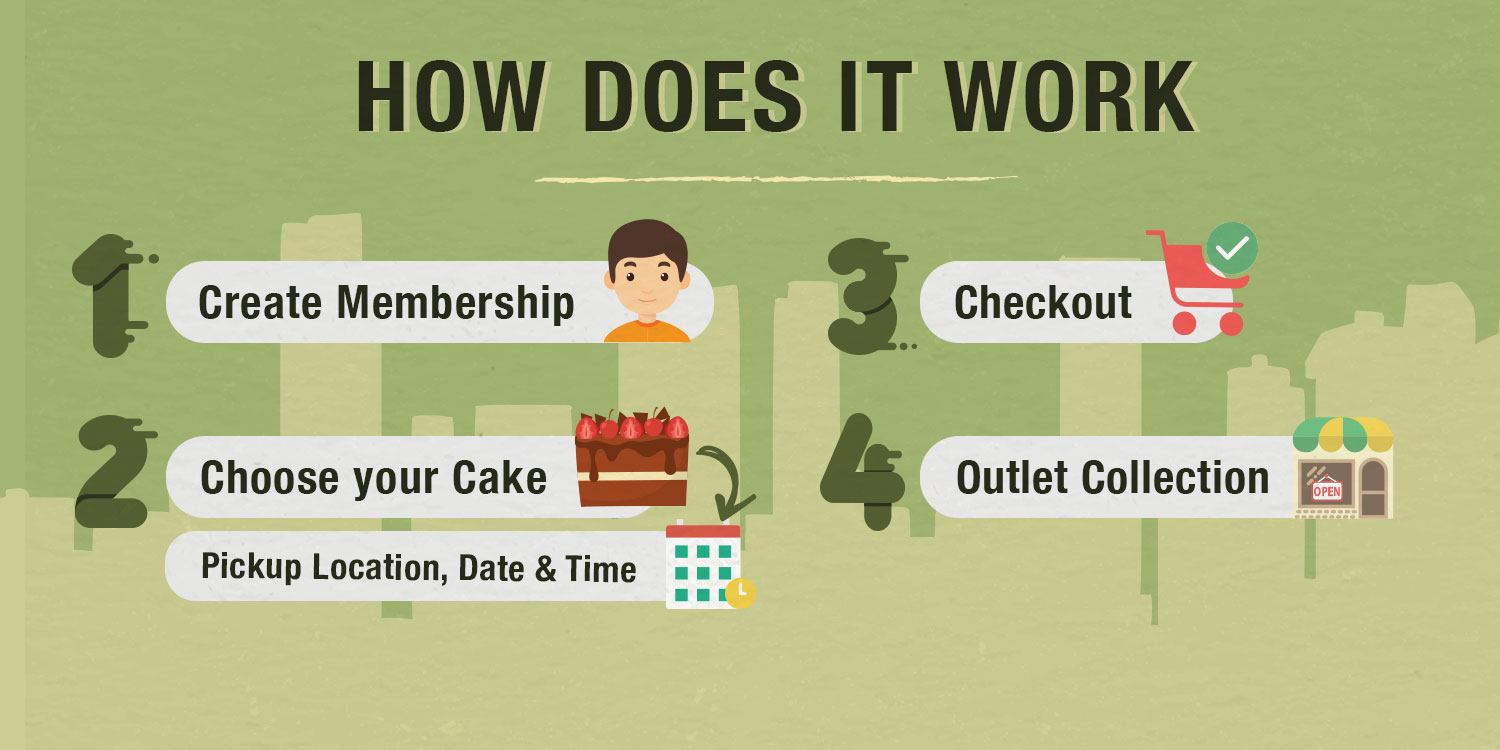 HOW DOES IT WORK
1
Create Membership
2
Choose your Cake
Pickup Location, Date & Time
3
Checkout
4
Outlet Collection
OPEN